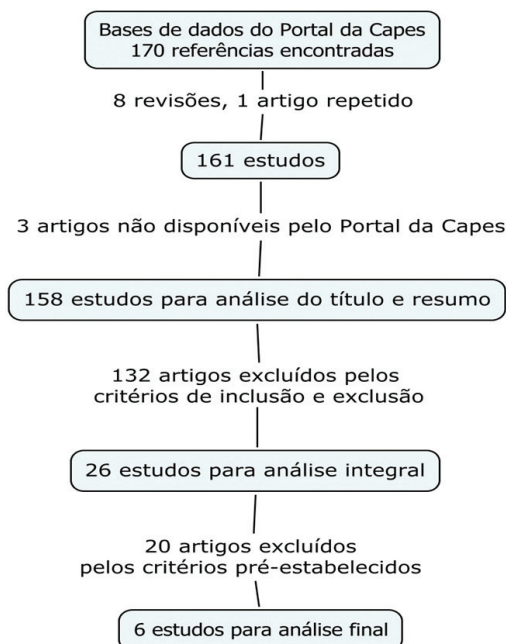 Bases de dados do Portal da Capes
170 referências encontradas
8 revisões, 1 artigo repetido
161 estudos
3 artigos não disponíveis pelo Portal da Capes
158 estudos para análise do título e resumo
132 artigos excluídos pelos
critérios de inclusão e exclusão
26 estudos para análise integral
20 artigos excluídos
pelos critérios pré-estabelecidos
6 estudos para análise final